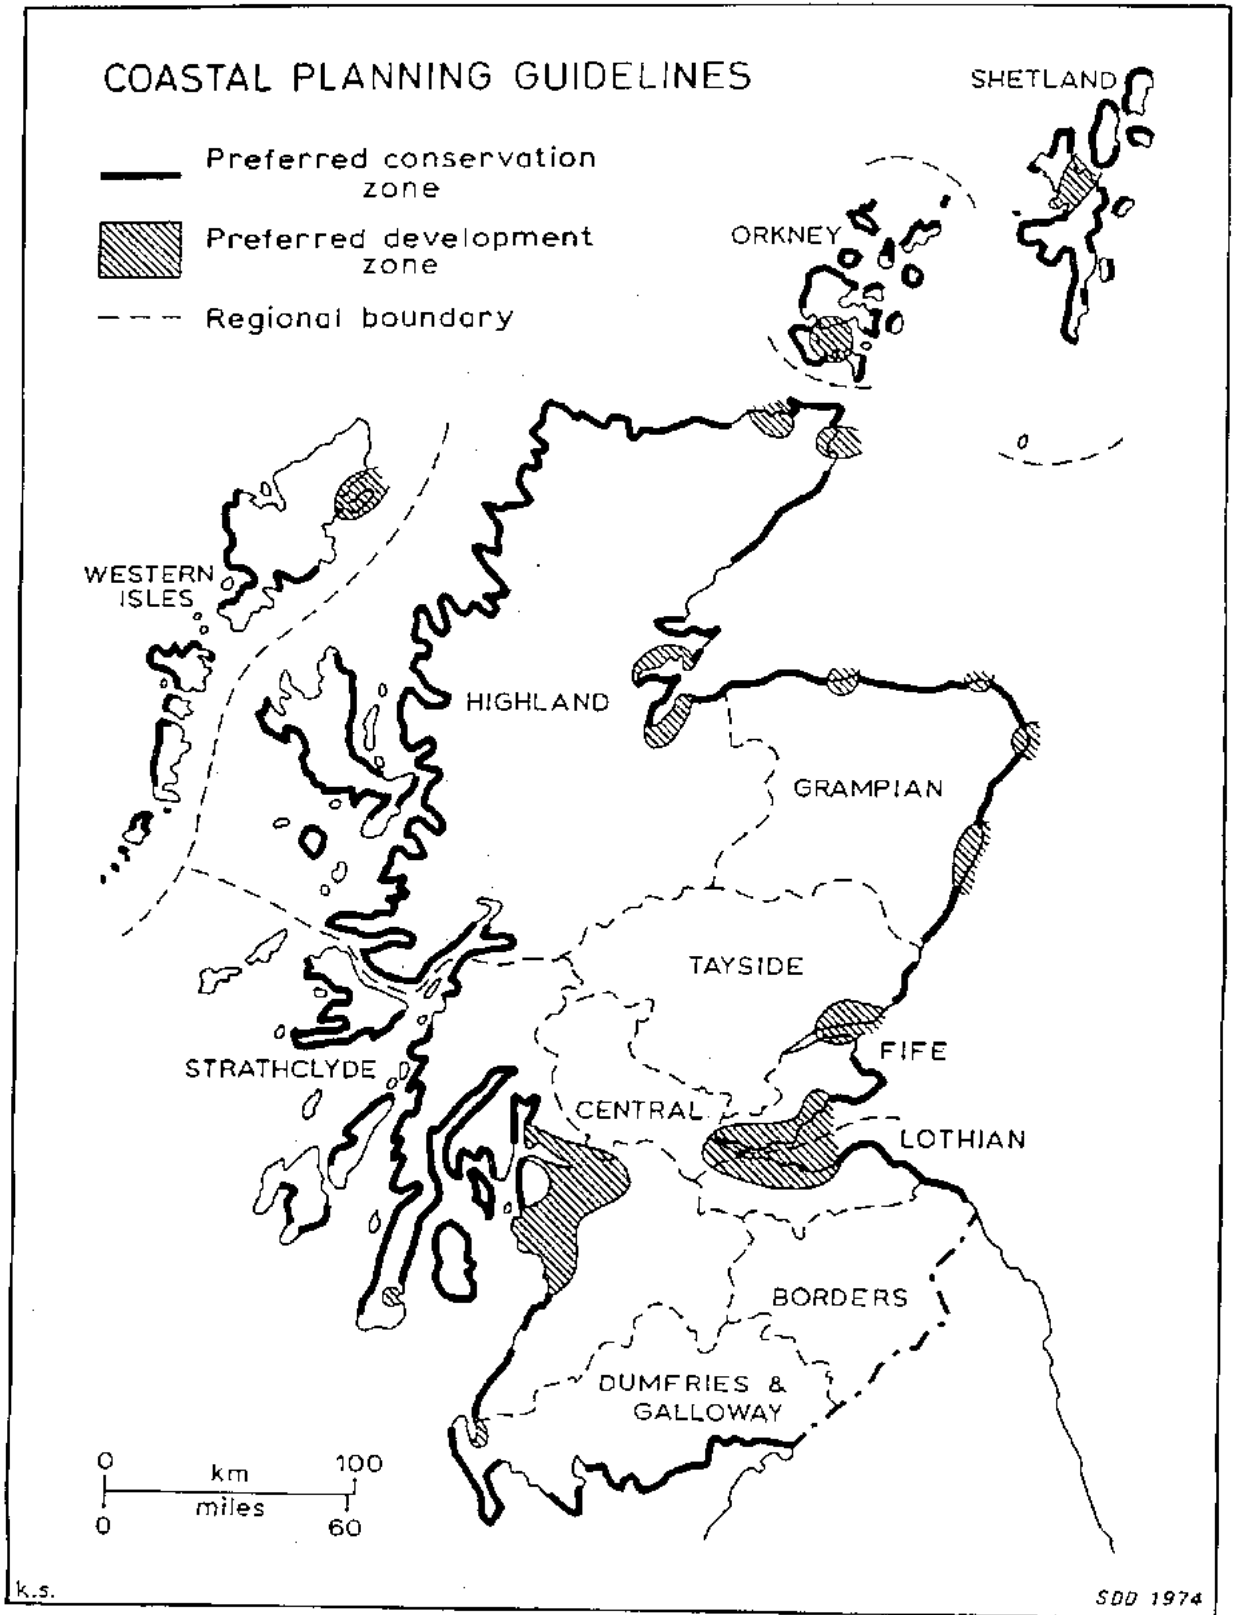 COASTAL PLANNING GUIDELINES
Preferred conservation
zone
Preferred development
zone
Regional boundary
SHETLAND
ORKNEY
WESTERN
ISLES
HIGHLAND
GRAMPIAN
TAYSIDE
FIFE
STRATHCLYDE
CENTRAL
LOTHIAN
BORDERS
DUMFRIES &
GALLOWAY
0 km 100
miles
0 60
K.S.
SDD 1974